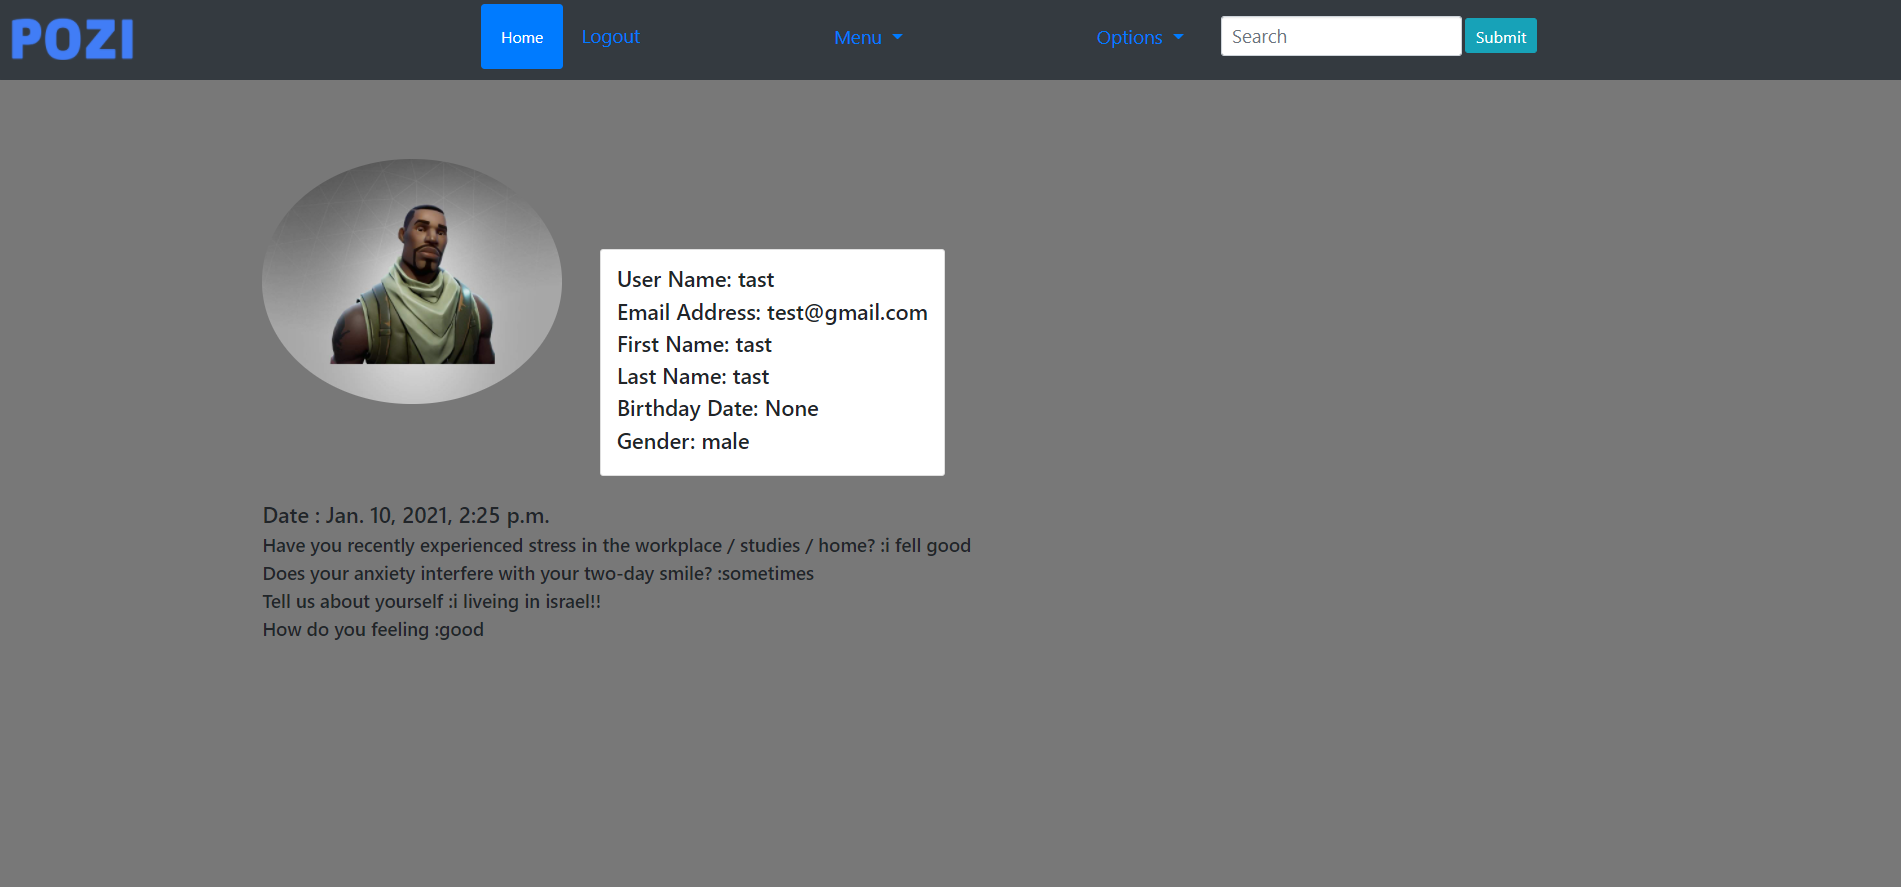 POZI
Home
Logout
Menu
Options
Search
Submit
User Name: tast
Email Address: test@gmail.com
First Name: tast
Last Name: tast
Birthday Date: None
Gender: male
Date : Jan. 10, 2021, 2:25 p.m.
Have you recently experienced stress in the workplace / studies / home? :i fell good
Does your anxiety interfere with your two-day smile? :sometimes
Tell us about yourself :i liveing in israel!!
How do you feeling :good